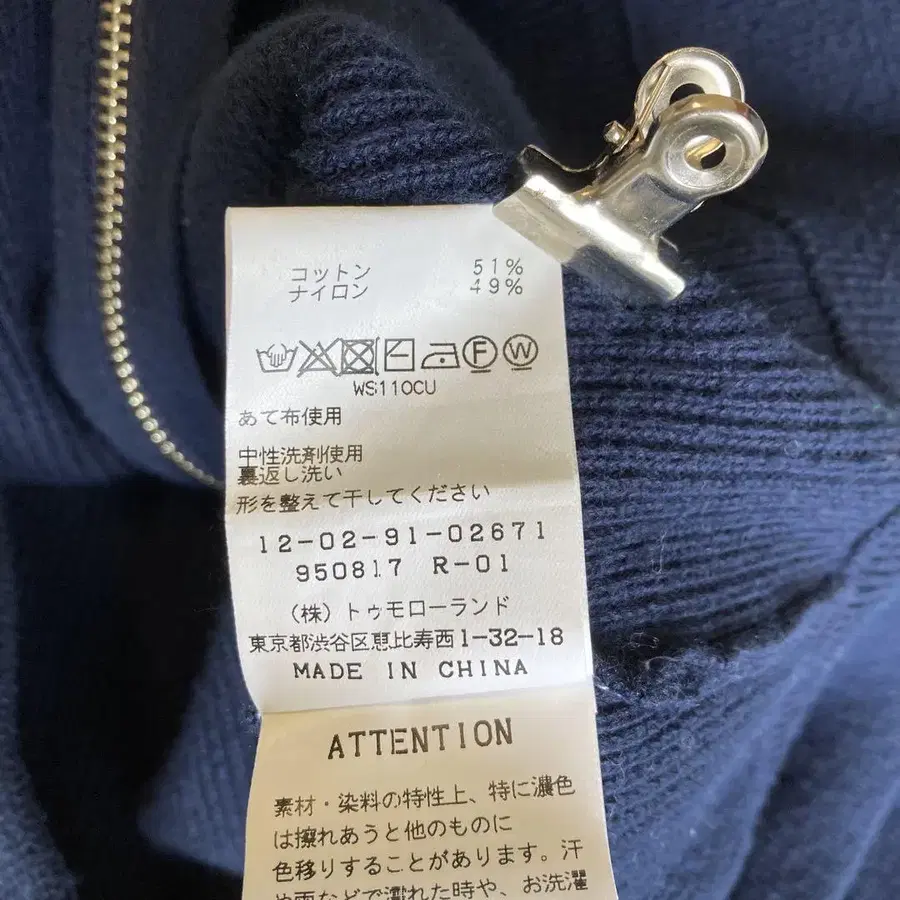 コットン 51%
ナイロン 49%
F W
WS110CU
あて布使用
中性洗剤使用
裏返し洗い
形を整えて干してください
12-02-91-02671
950817 R-01
(株)トゥモローランド
東京都渋谷区恵比寿西1-32-18
MADE IN CHINA
ATTENTION
素材・染料の特性上、特に濃色
は擦れあうと他のものに
色移りすることがあります。汗
や雨などで濡れた時や、お洗濯